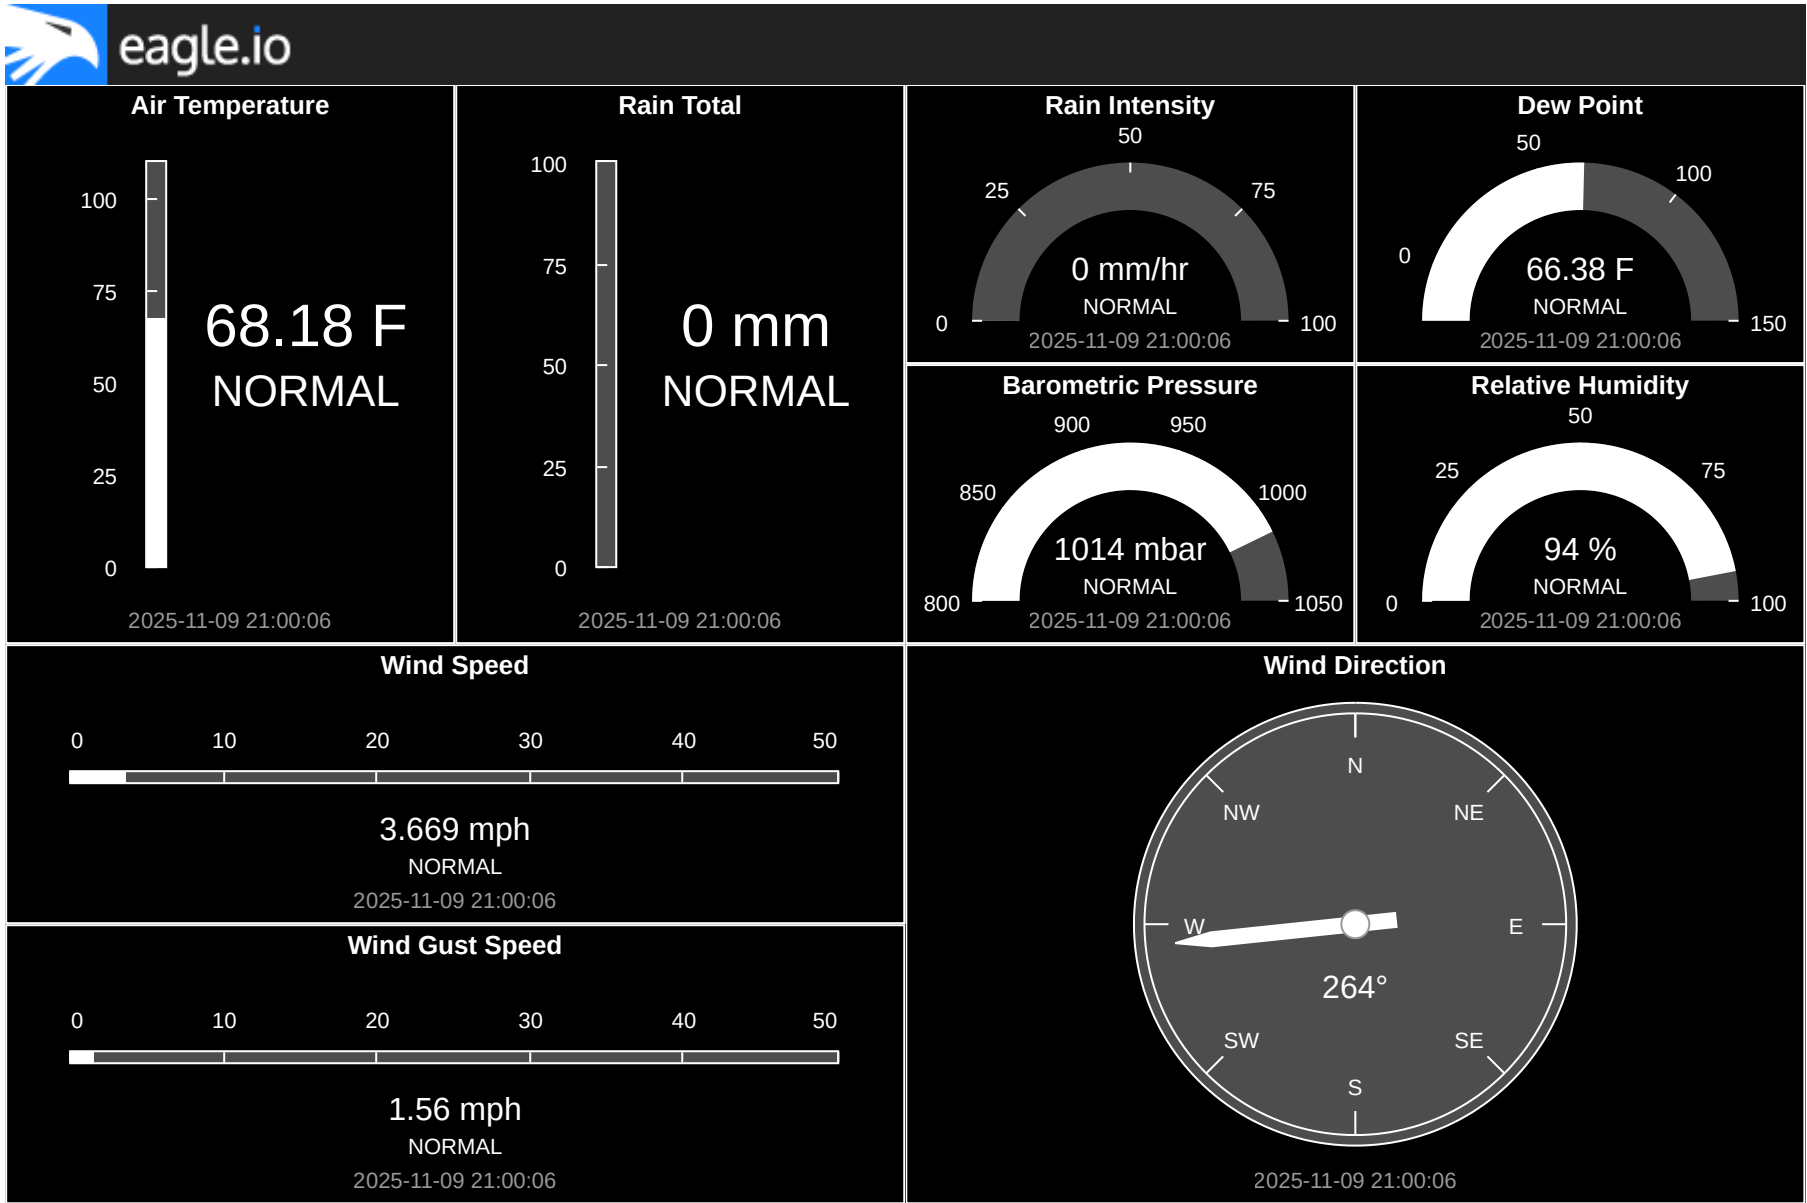 eagle.io
Air Temperature
100
75
50
25
0
68.18 F
NORMAL
2025-11-09 21:00:06
Rain Total
100
75
50
25
0
0 mm
NORMAL
2025-11-09 21:00:06
Rain Intensity
0
25
50
75
100
0 mm/hr
NORMAL
2025-11-09 21:00:06
Dew Point
0
50
100
150
66.38 F
NORMAL
2025-11-09 21:00:06
Barometric Pressure
800
850
900
950
1000
1050
1014 mbar
NORMAL
2025-11-09 21:00:06
Relative Humidity
0
25
50
75
100
94 %
NORMAL
2025-11-09 21:00:06
Wind Speed
0 10 20 30 40 50
3.669 mph
NORMAL
2025-11-09 21:00:06
Wind Gust Speed
0 10 20 30 40 50
1.56 mph
NORMAL
2025-11-09 21:00:06
Wind Direction
N
NW NE
W E
264°
SW SE
S
2025-11-09 21:00:06